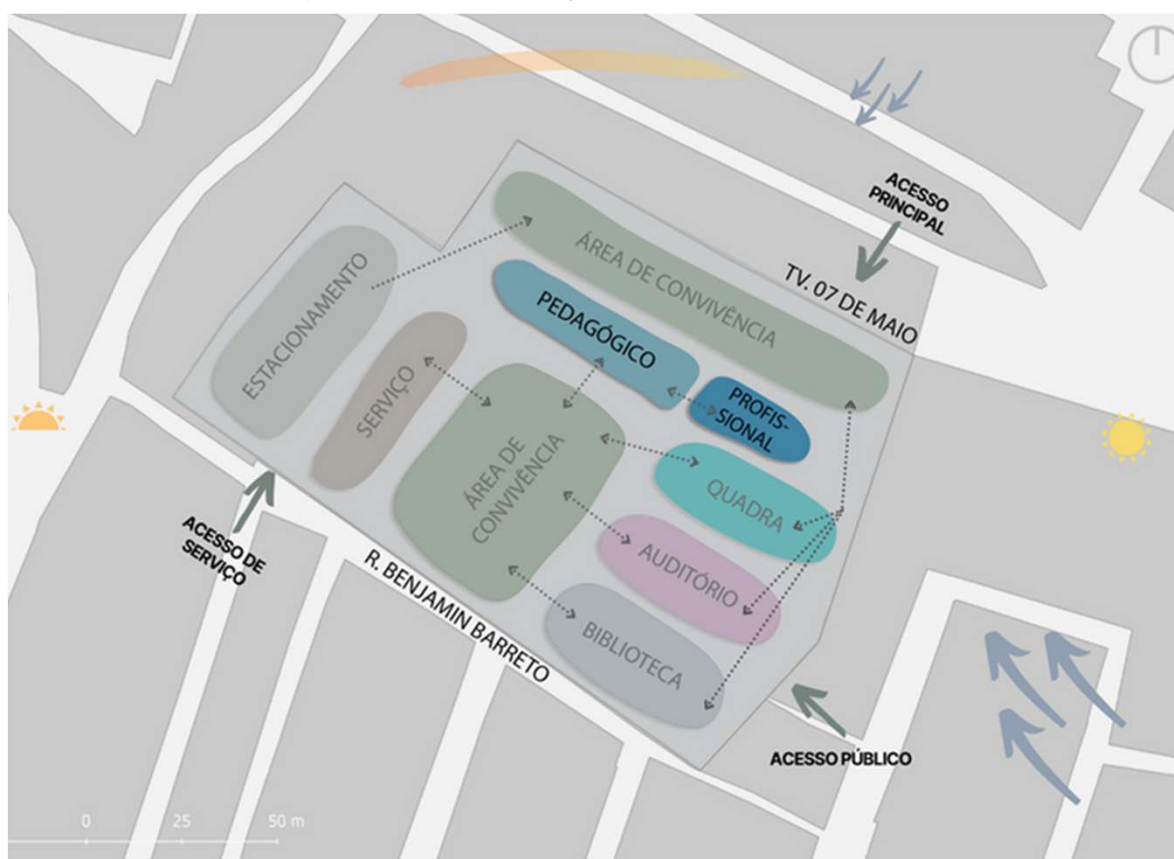 ACESSO
PRINCIPAL
TV. 07 DE MAIO
ÁREA DE CONVIVÊNCIA
ESTACIONAMENTO
PEDAGÓGICO
PROFIS-
SIONAL
SERVIÇO
ÁREA DE
CONVIVÊNCIA
QUADRA
AUDITÓRIO
BIBLIOTECA
ACESSO DE
SERVIÇO
R. BENJAMIN BARRETO
ACESSO PÚBLICO
0 25 50 m